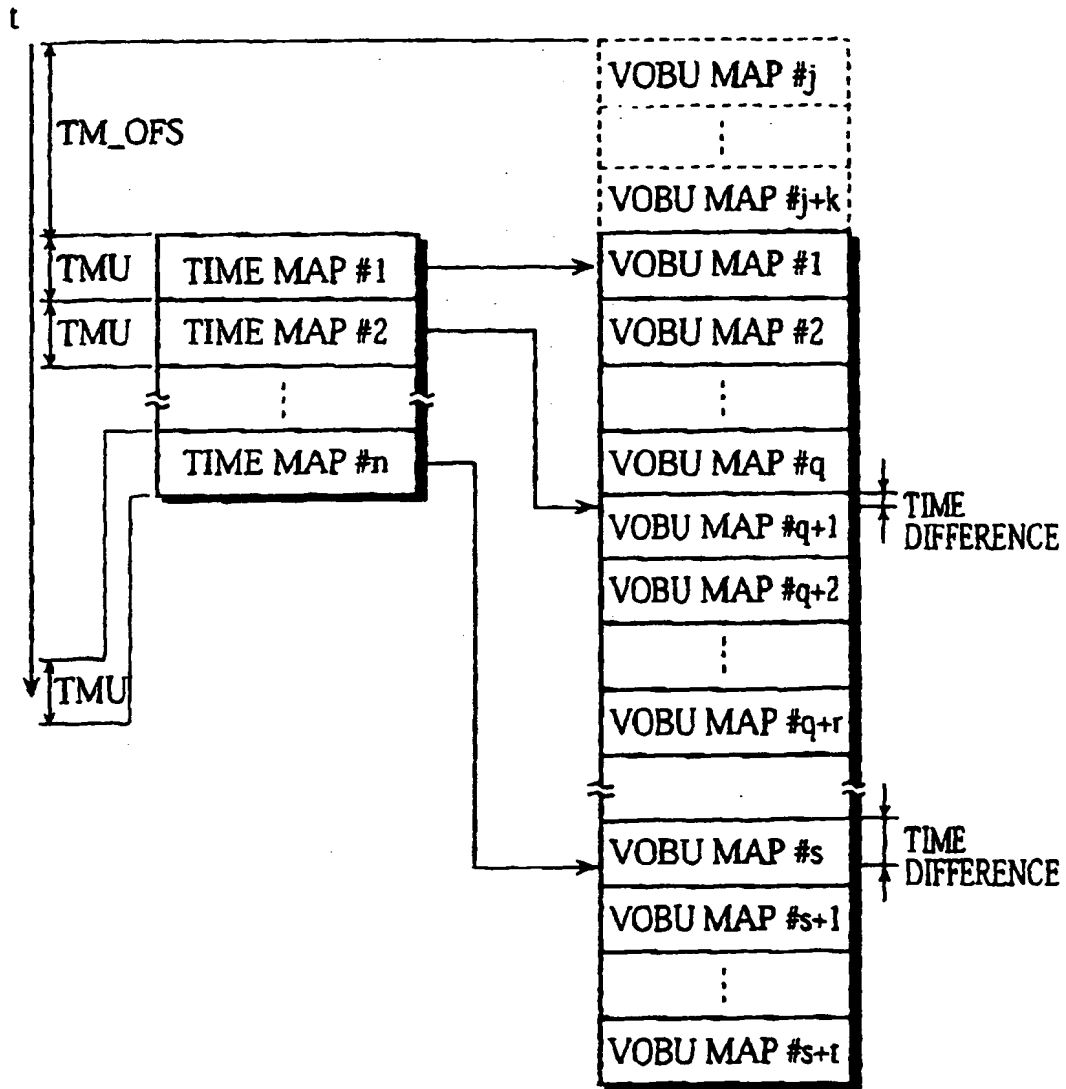 t
TM_OFS
TMU
TMU
TMU
TIME MAP #1
TIME MAP #2
TIME MAP #n
VOBU MAP #j
VOBU MAP #j+k
VOBU MAP #1
VOBU MAP #2
VOBU MAP #q
VOBU MAP #q+1
VOBU MAP #q+2
VOBU MAP #q+r
VOBU MAP #s
VOBU MAP #s+1
VOBU MAP #s+t
TIME
DIFFERENCE
TIME
DIFFERENCE